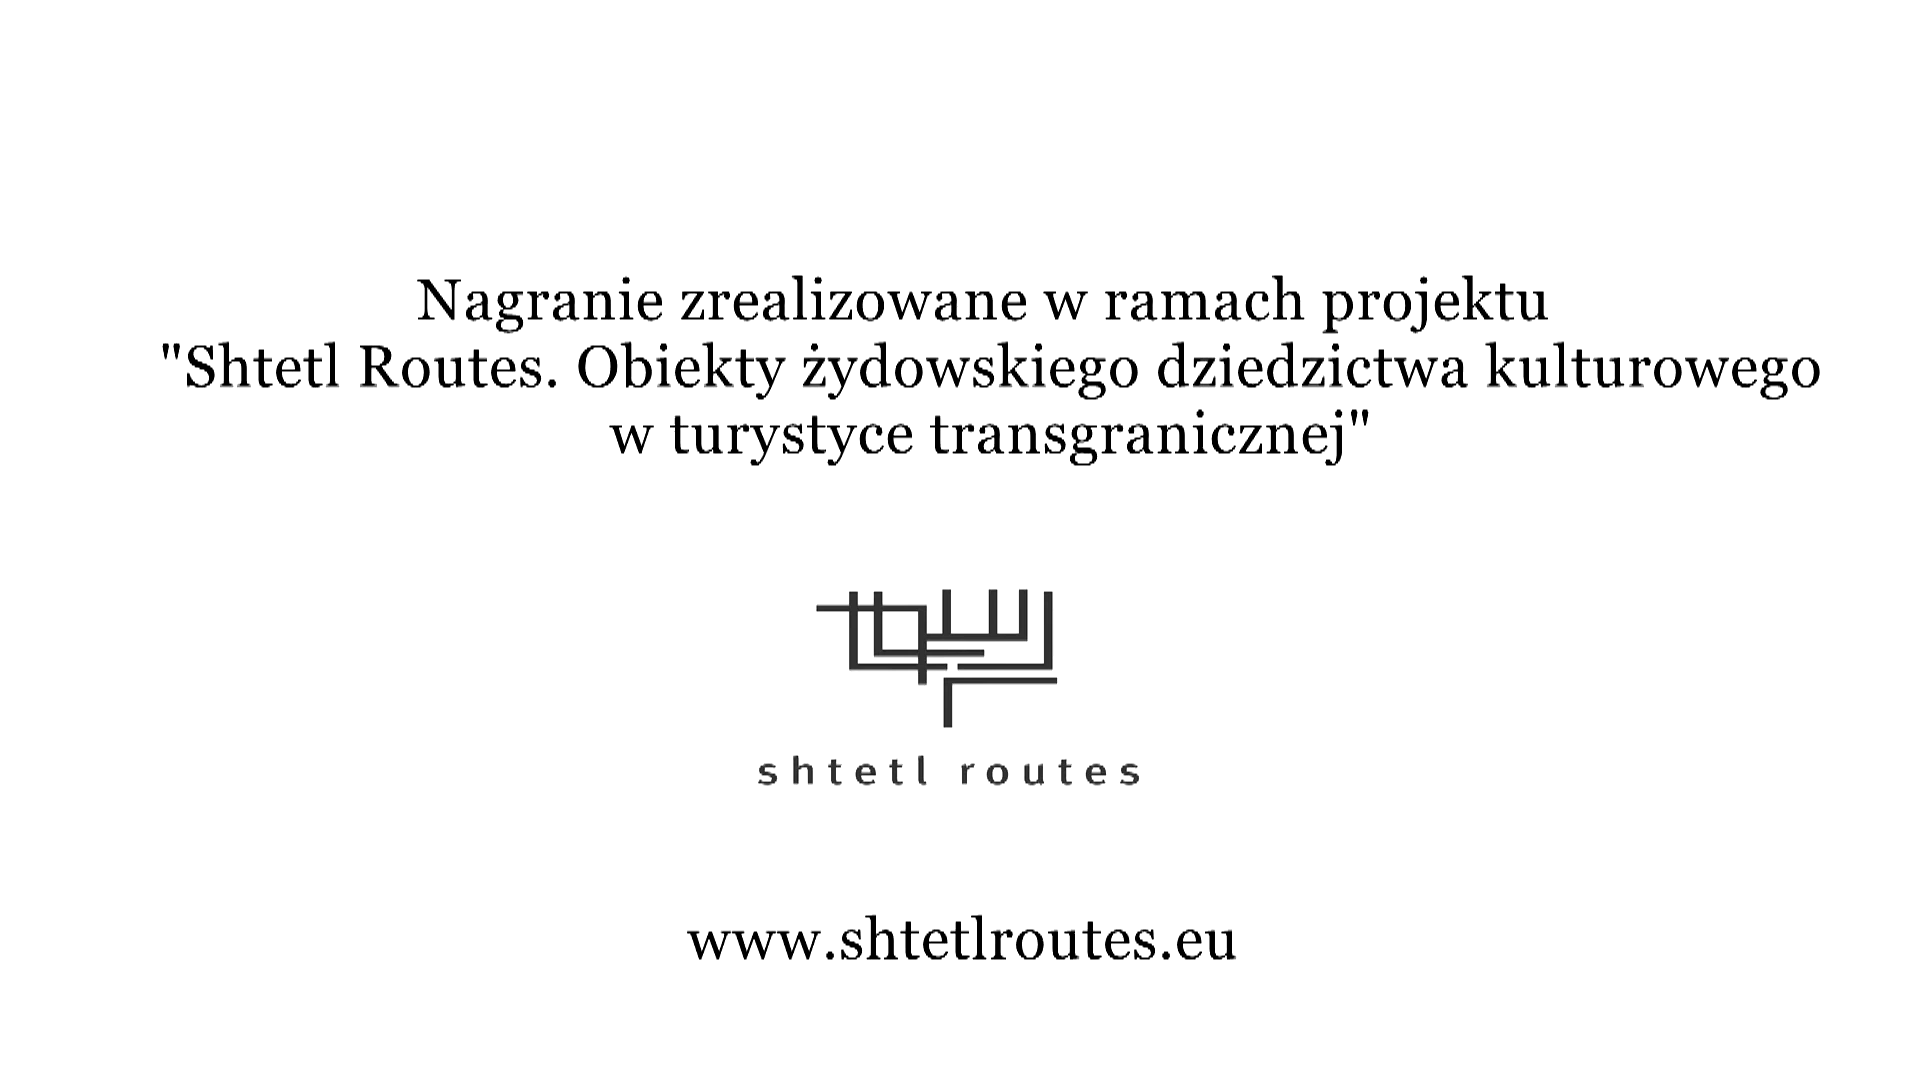 Nagranie zrealizowane w ramach projektu
"Shtetl Routes. Obiekty żydowskiego dziedzictwa kulturowego
w turystyce transgranicznej"
shtetl routes
www.shtetlroutes.eu